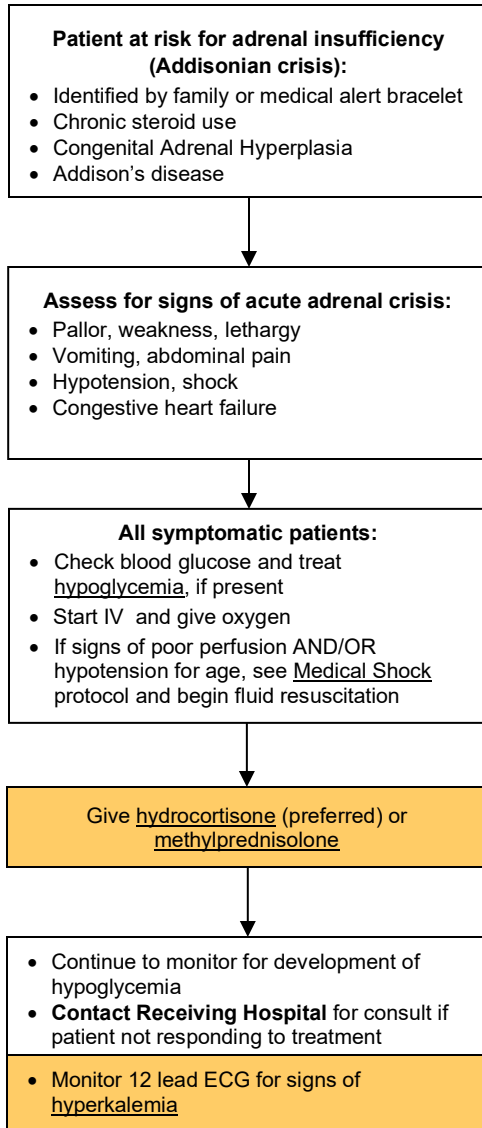 Patient at risk for adrenal insufficiency
(Addisonian crisis):
• Identified by family or medical alert bracelet
• Chronic steroid use
• Congenital Adrenal Hyperplasia
• Addison's disease
Assess for signs of acute adrenal crisis:
• Pallor, weakness, lethargy
• Vomiting, abdominal pain
• Hypotension, shock
• Congestive heart failure
All symptomatic patients:
• Check blood glucose and treat
hypoglycemia, if present
• Start IV and give oxygen
• If signs of poor perfusion AND/OR
hypotension for age, see Medical Shock
protocol and begin fluid resuscitation
Give hydrocortisone (preferred) or
methylprednisolone
• Continue to monitor for development of
hypoglycemia
• Contact Receiving Hospital for consult if
patient not responding to treatment
• Monitor 12 lead ECG for signs of
hyperkalemia